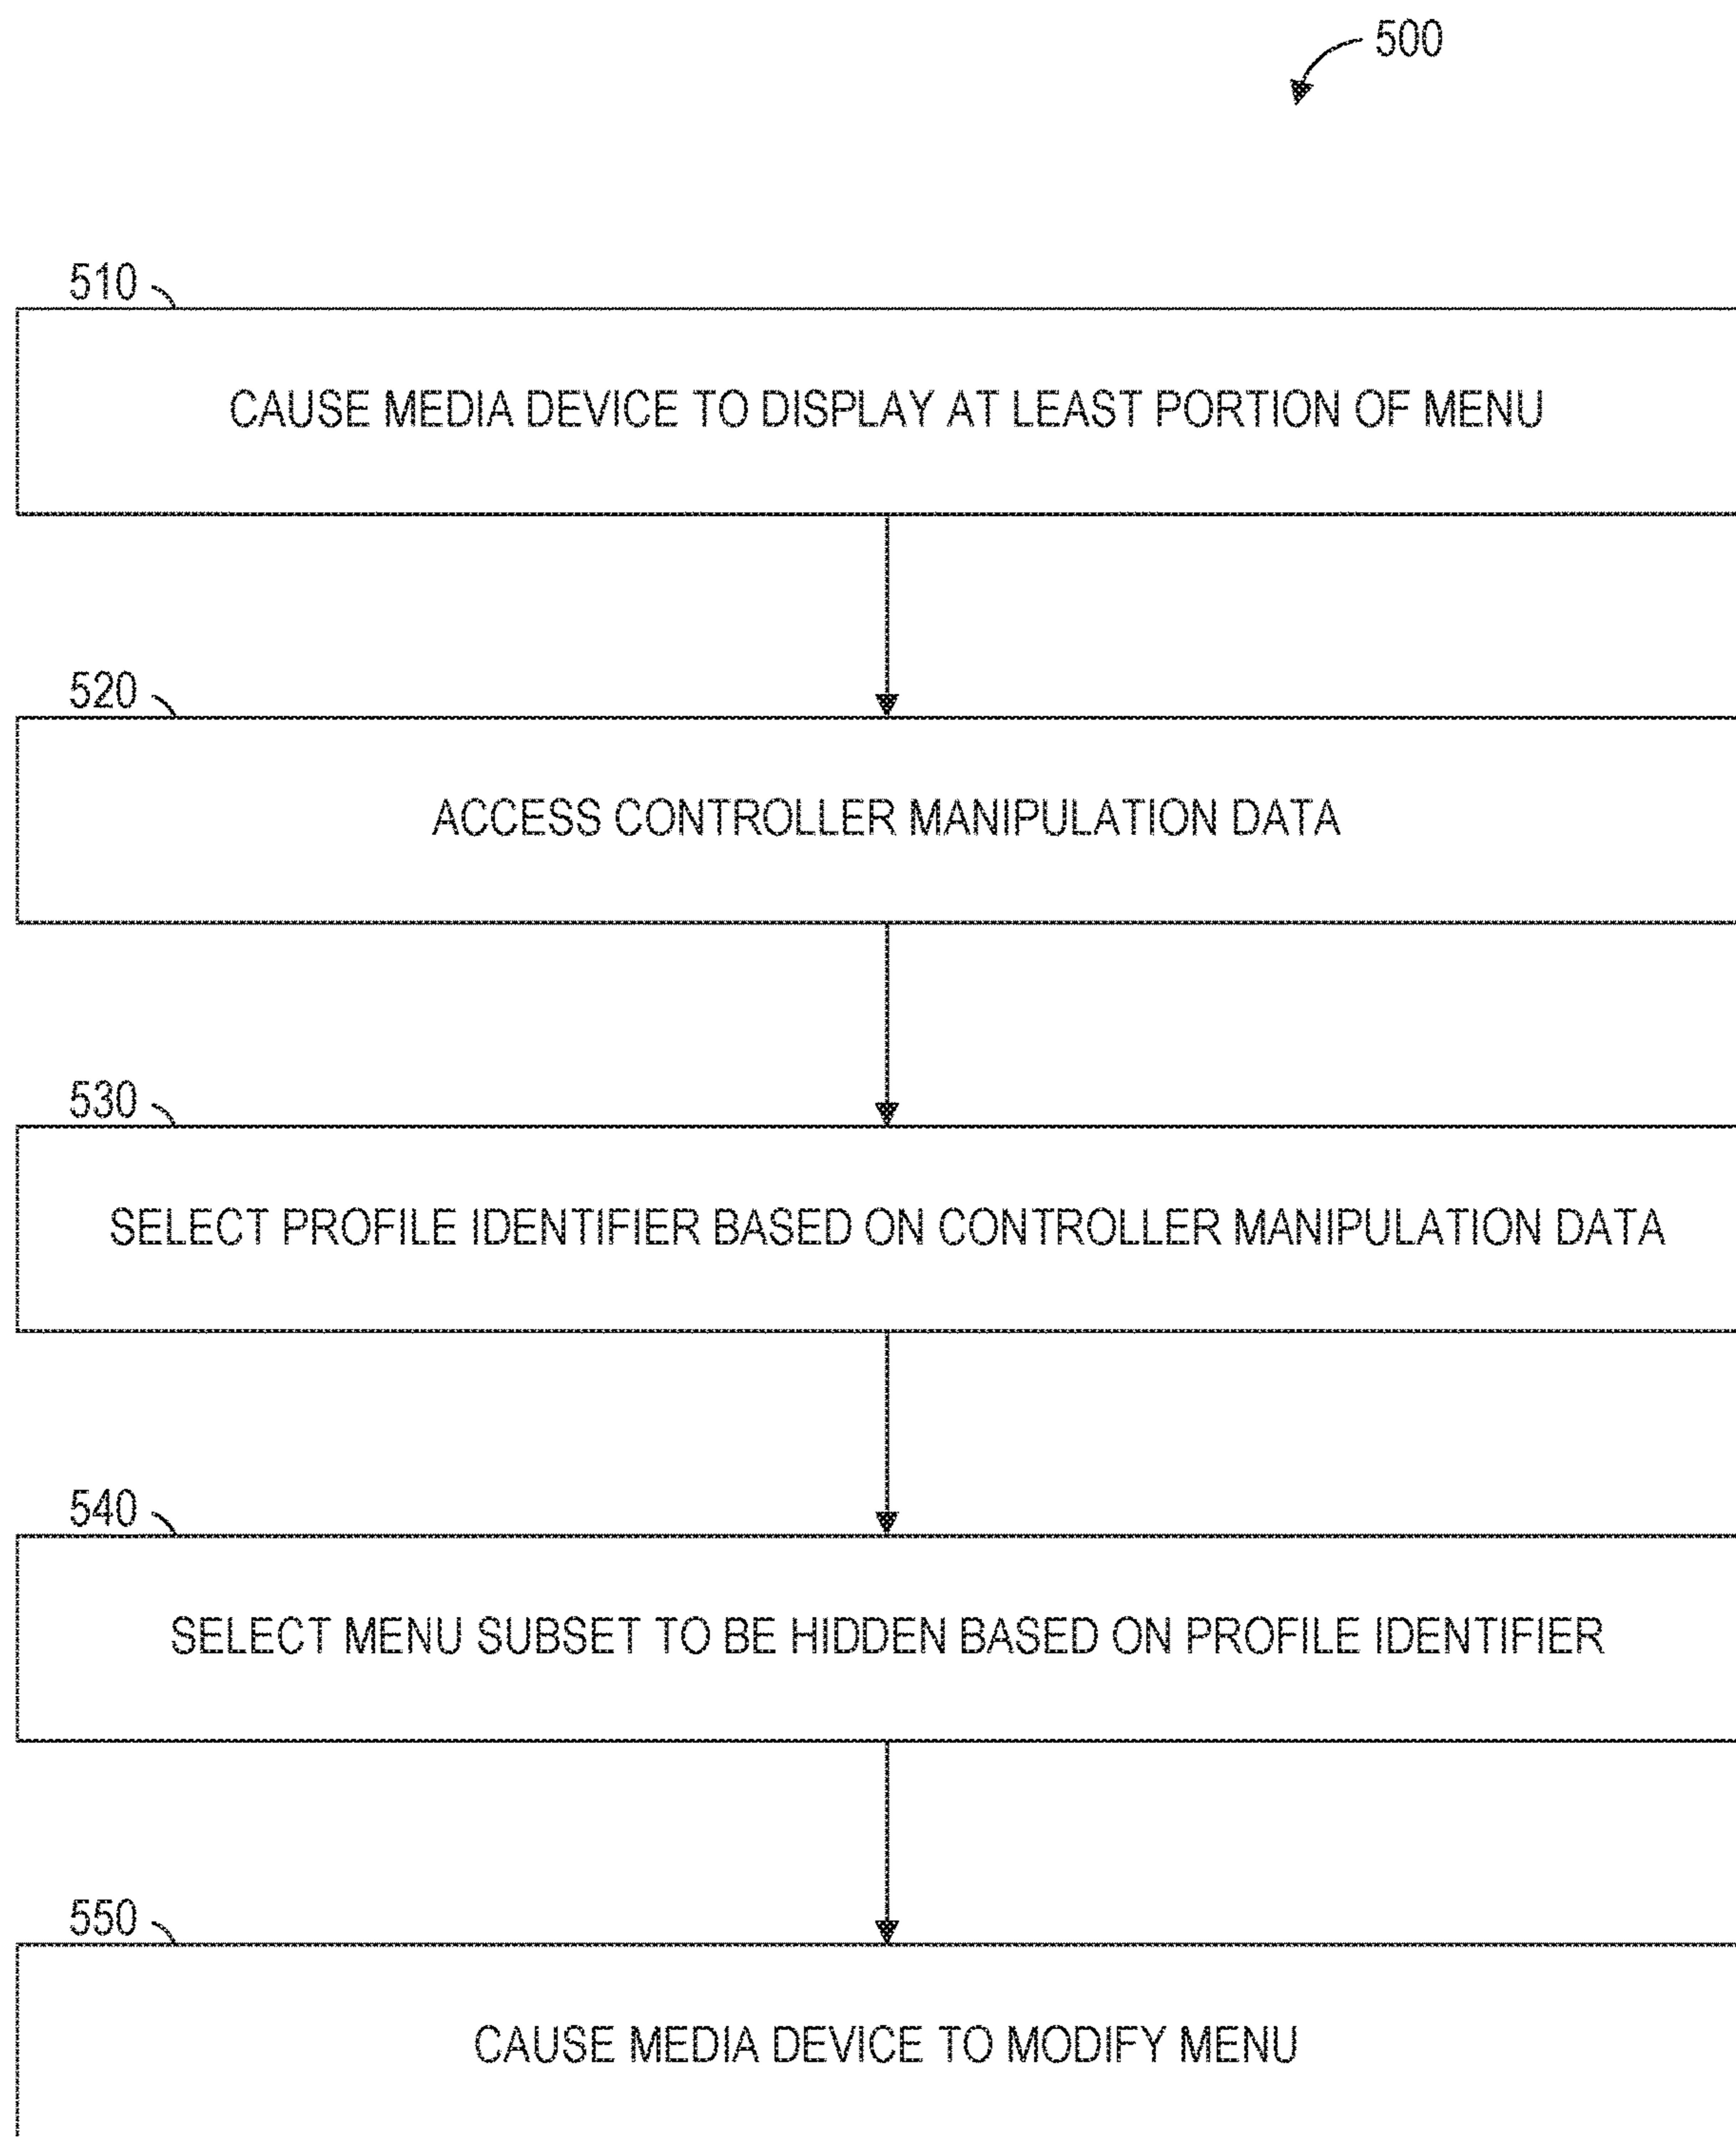 500
510
CAUSE MEDIA DEVICE TO DISPLAY AT LEAST PORTION OF MENU
520
ACCESS CONTROLLER MANIPULATION DATA
530
SELECT PROFILE IDENTIFIER BASED ON CONTROLLER MANIPULATION DATA
540
SELECT MENU SUBSET TO BE HIDDEN BASED ON PROFILE IDENTIFIER
550
CAUSE MEDIA DEVICE TO MODIFY MENU